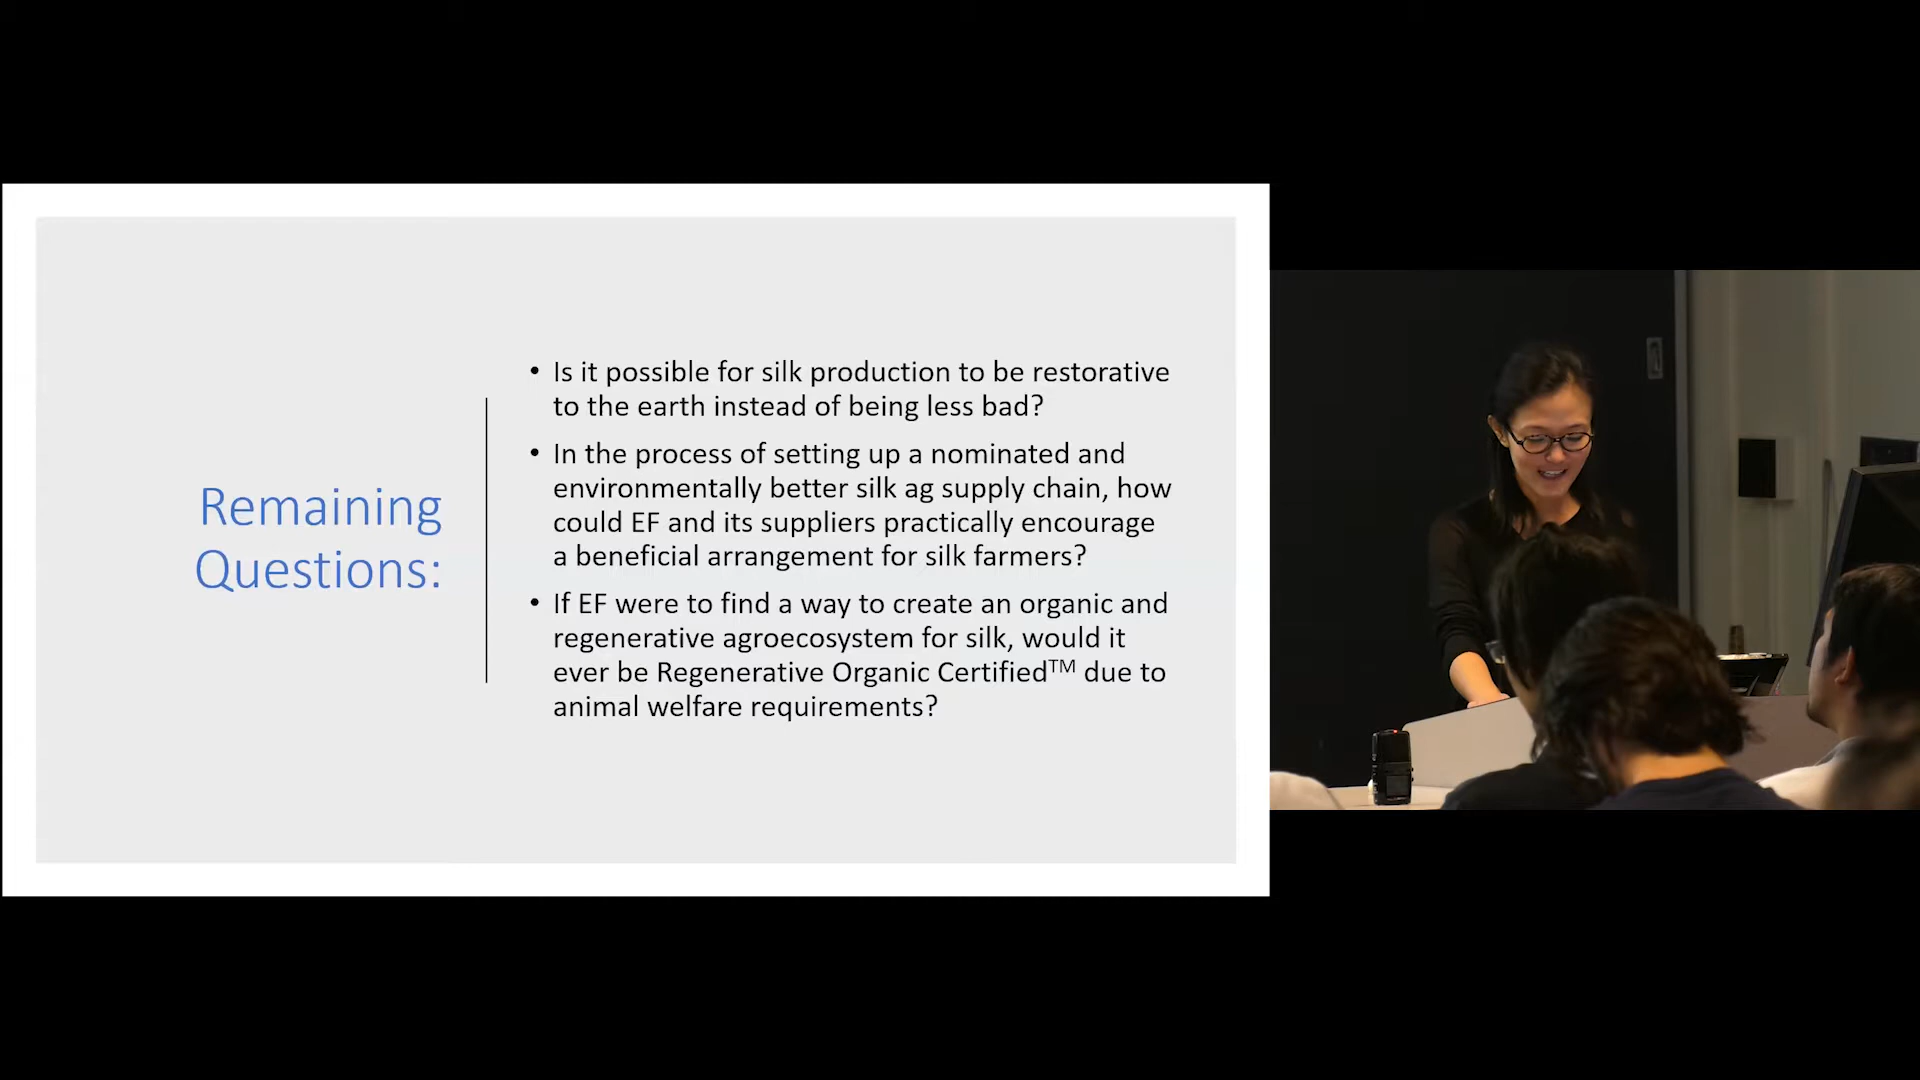 Remaining
Questions:
• Is it possible for silk production to be restorative
to the earth instead of being less bad?
• In the process of setting up a nominated and
environmentally better silk ag supply chain, how
could EF and its suppliers practically encourage
a beneficial arrangement for silk farmers?
• If EF were to find a way to create an organic and
regenerative agroecosystem for silk, would it
ever be Regenerative Organic Certified™ due to
animal welfare requirements?